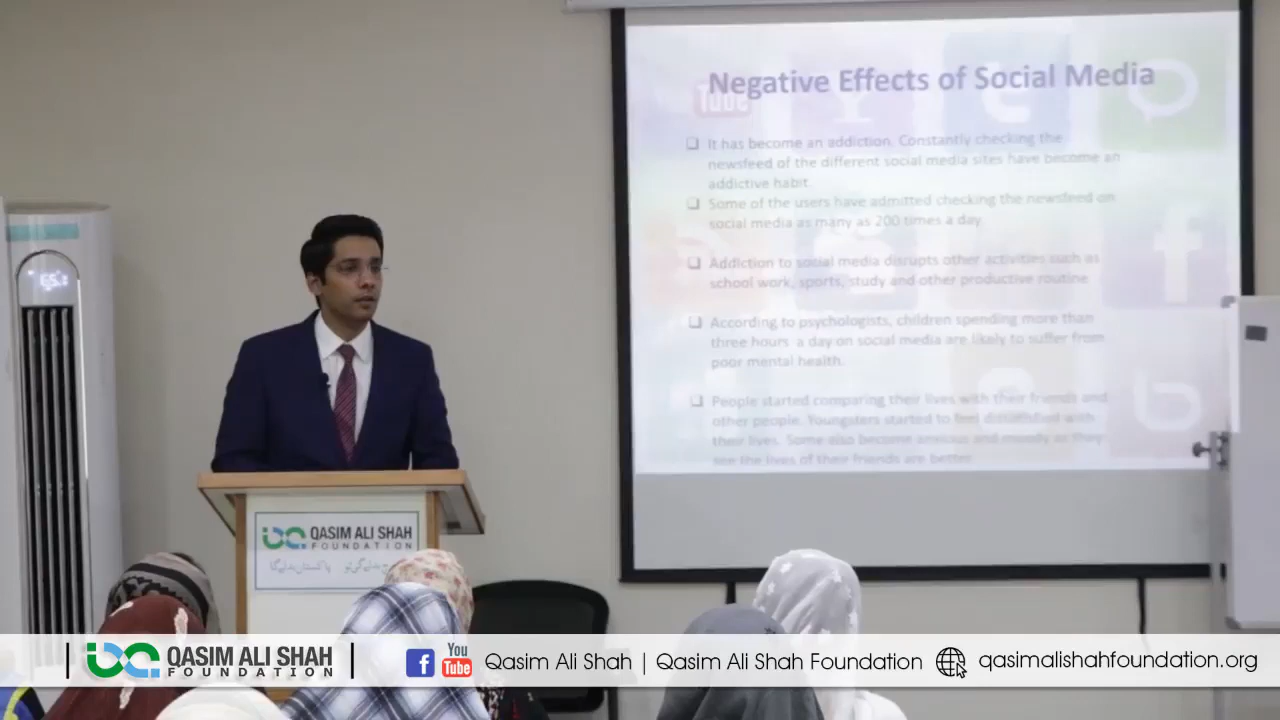 Negative Effects of Social Media
It has become an addiction. Constantly checking the
newsfeed of the different social media sites have become an
addictive habit.
Some of the users have admitted checking the newsfeed on
social media as many as 200 times a day.
Addiction to social media disrupts other activities such as
school work, sports, study and other productive routine
According to psychologists, children spending more than
three hours a day on social media are likely to suffer from
poor mental health.
People started comparing their lives with their friends and
other people. Youngsters started to feel dissatisfied with
their lives. Some also become anxious and moody as they
see the lives of their friends are better.
Tube
QASIM ALI SHAH
FOUNDATION
QASIM ALI SHAH
FOUNDATION
You
Tube
Qasim Ali Shah | Qasim Ali Shah Foundation
qasimalishahfoundation.org